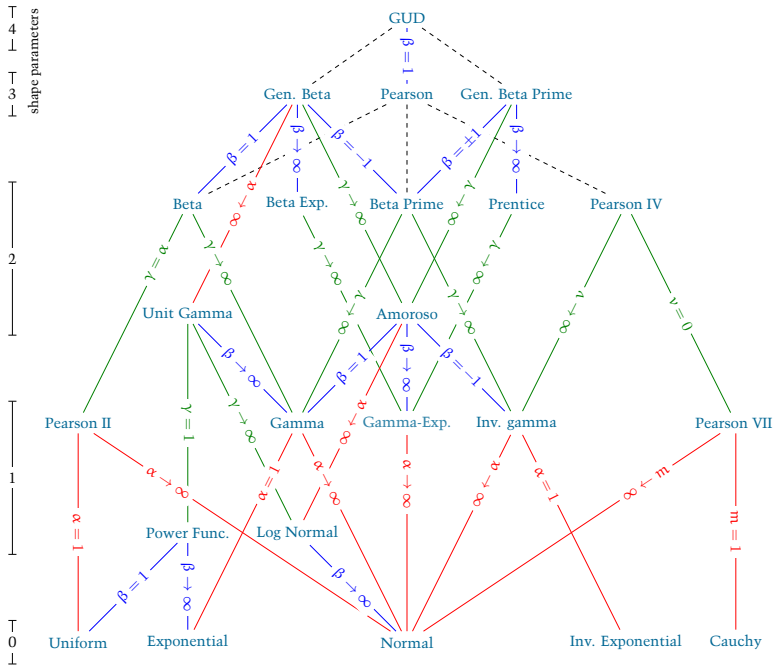 shape parameters
4
GUD
β = 1
3
Gen. Beta
Pearson
Gen. Beta Prime
β = 1
β → ∞
β = −1
β = ±1
β → ∞
α → ∞
γ → ∞
γ → ∞
Beta
Beta Exp.
Beta Prime
Prentice
Pearson IV
2
γ = α
γ → ∞
γ → ∞
γ → ∞
γ → ∞
γ → ∞
ν → ∞
ν = 0
Unit Gamma
Amoroso
β → ∞
β = 1
β → ∞
β = −1
γ = 1
γ → ∞
α → ∞
Pearson II
Gamma
Gamma-Exp.
Inv. gamma
Pearson VII
1
α → ∞
α = 1
α → ∞
α → ∞
α → ∞
α = 1
m → ∞
α = 1
m = 1
Power Func.
Log Normal
β = 1
β → ∞
β → ∞
0
Uniform
Exponential
Normal
Inv. Exponential
Cauchy